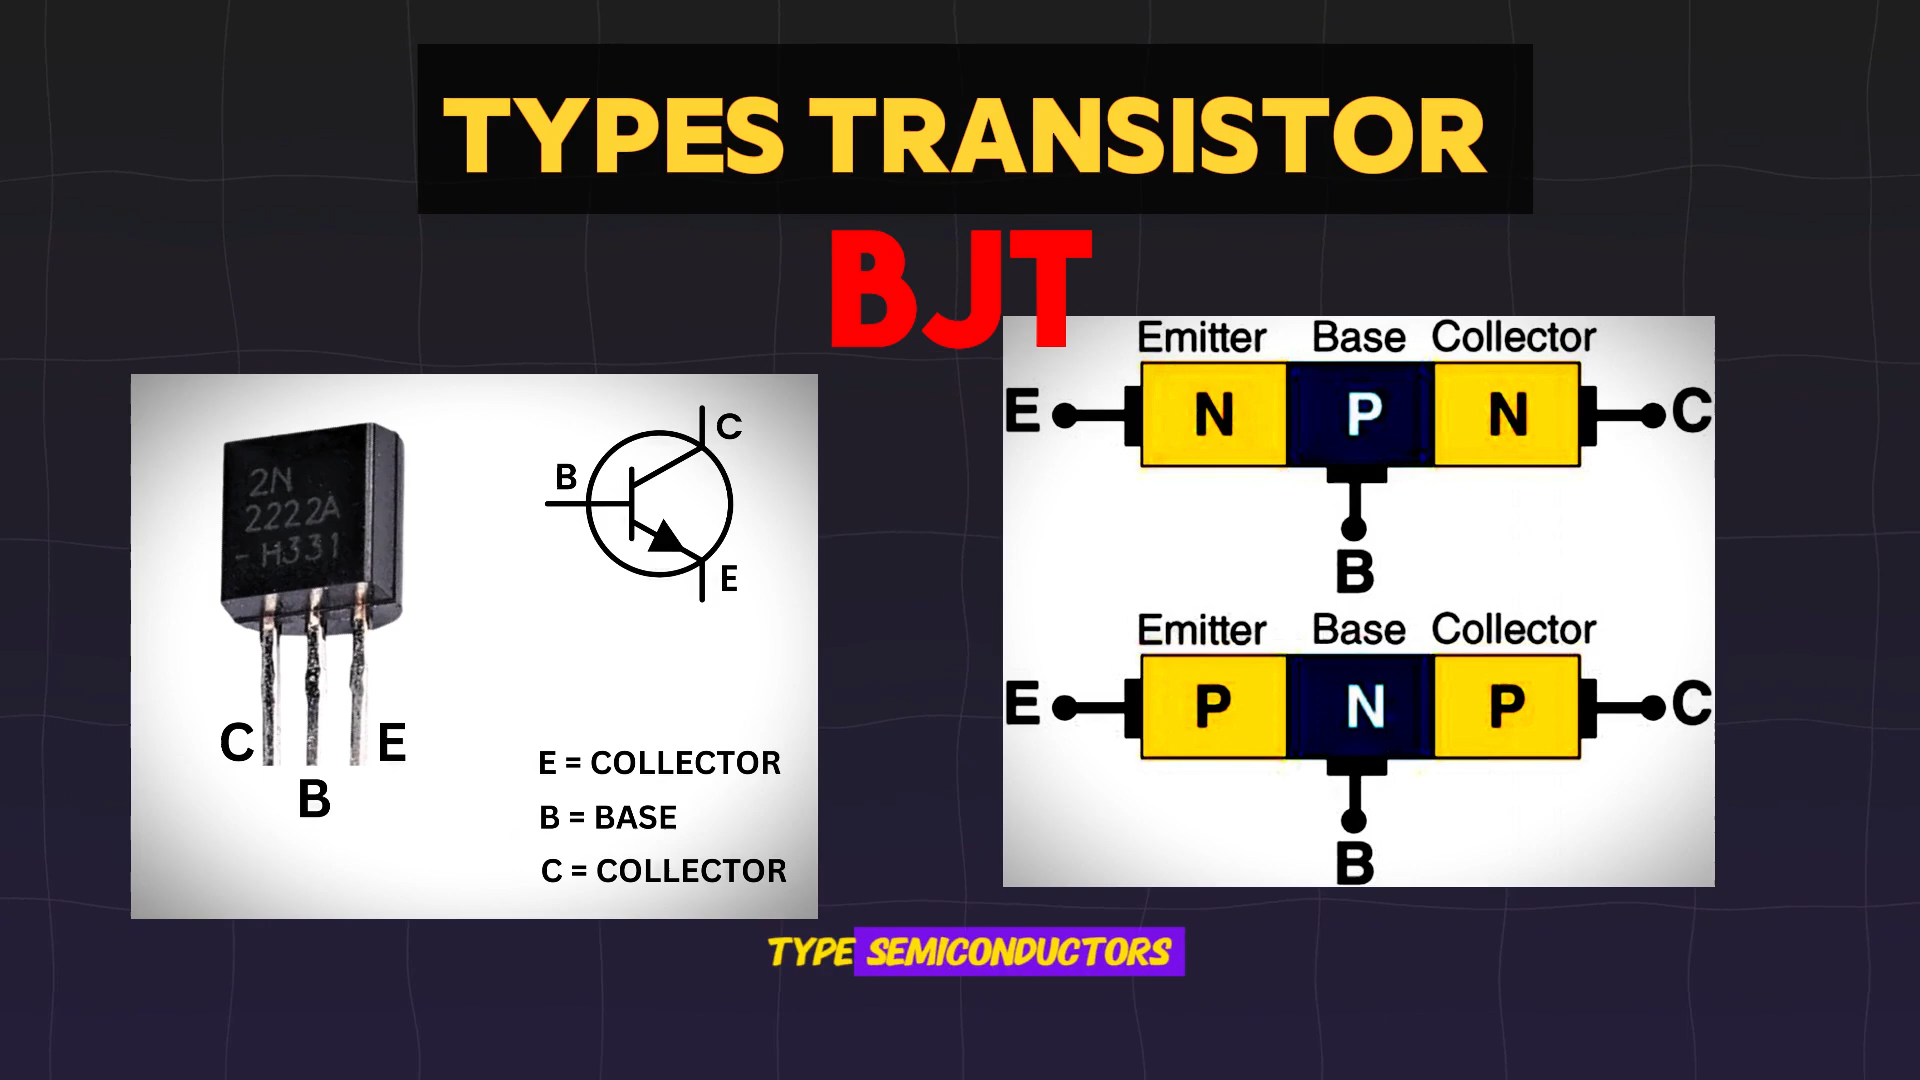 TYPES TRANSISTOR
BJT
2N
2222A
- H331
C
B
E
C
B
E
E = COLLECTOR
B = BASE
C = COLLECTOR
Emitter Base Collector
E N P N C
B
Emitter Base Collector
E P N P C
B
TYPE SEMICONDUCTORS